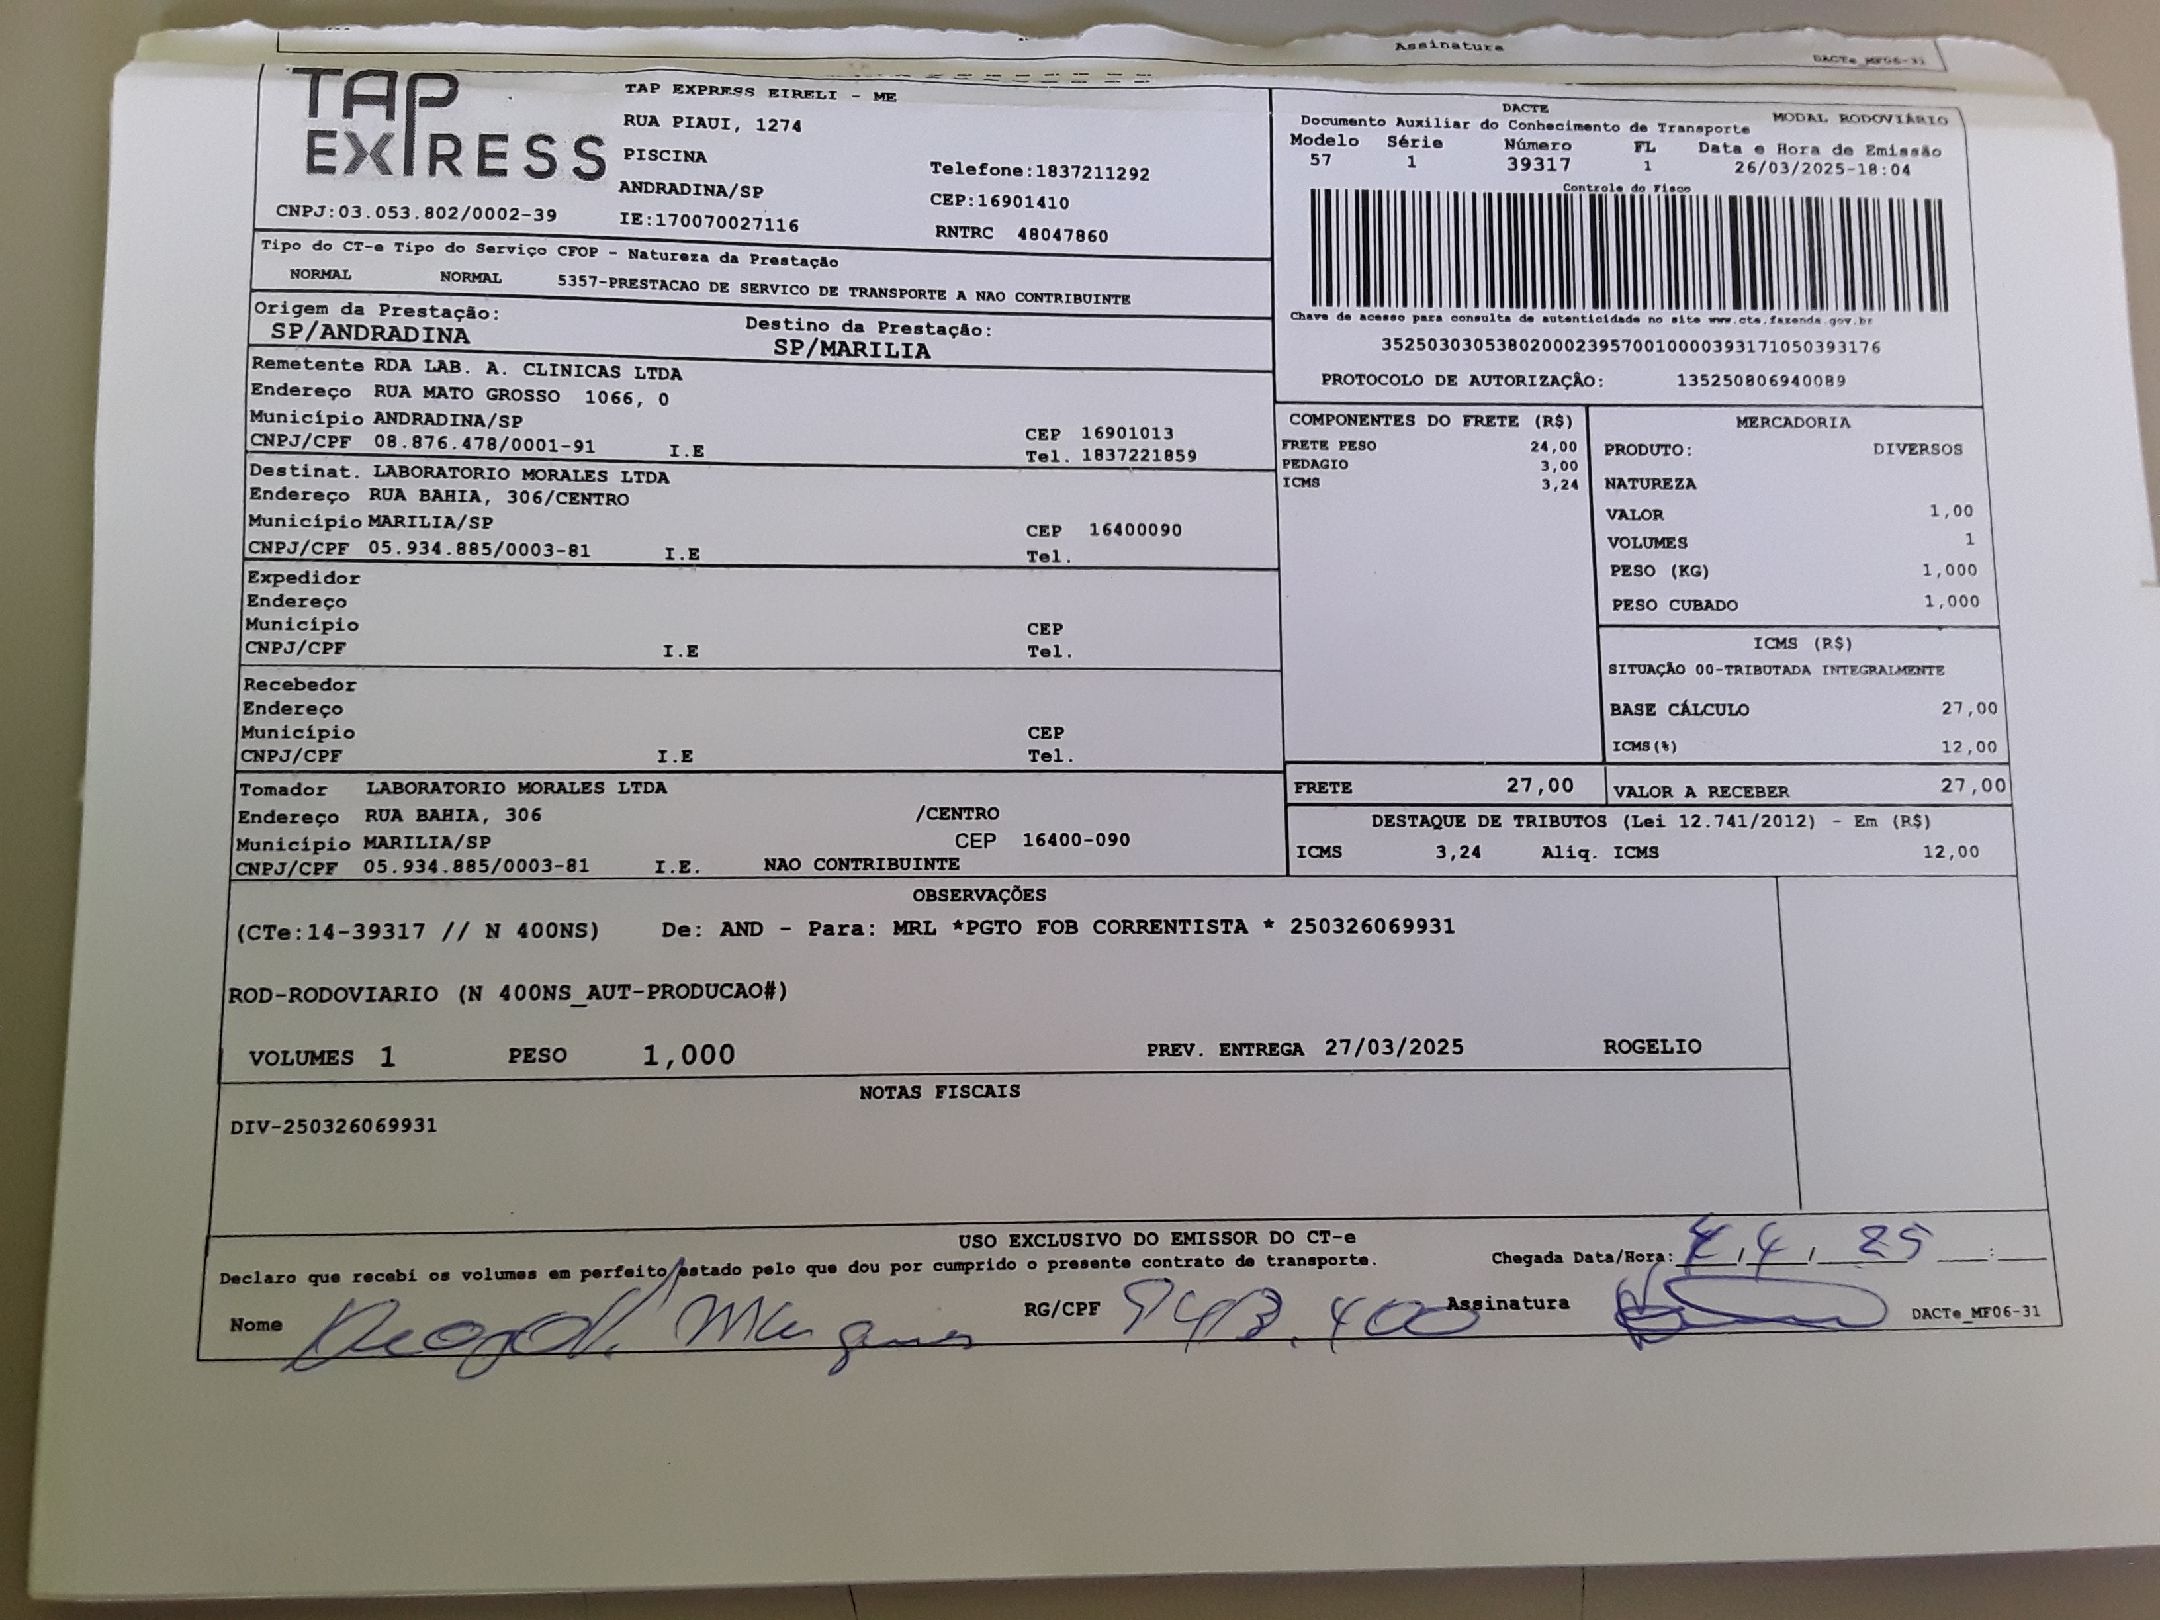 Assinatura
DACTe_MF06-31
TAP EXPRESS
TAP EXPRESS EIRELI - ME
RUA PIAUI, 1274
PISCINA
ANDRADINA/SP
Telefone:1837211292
CEP:16901410
CNPJ:03.053.802/0002-39
IE:170070027116
RNTRC 48047860
DACTE
MODAL RODOVIÁRIO
Documento Auxiliar do Conhecimento de Transporte
Modelo Série Número FL Data e Hora de Emissão
57 1 39317 1 26/03/2025-18:04
Controle do Fisco
Chave de acesso para consulta de autenticidade no site www.cte.fazenda.gov.br
35250303053802000239570010000393171050393176
PROTOCOLO DE AUTORIZAÇÃO: 135250806940089
Tipo do CT-e Tipo do Serviço CFOP - Natureza da Prestação
NORMAL NORMAL 5357-PRESTACAO DE SERVICO DE TRANSPORTE A NAO CONTRIBUINTE
Origem da Prestação: Destino da Prestação:
SP/ANDRADINA SP/MARILIA
Remetente RDA LAB. A. CLINICAS LTDA
Endereço RUA MATO GROSSO 1066, 0
Município ANDRADINA/SP CEP 16901013
CNPJ/CPF 08.876.478/0001-91 I.E Tel. 1837221859
Destinat. LABORATORIO MORALES LTDA
Endereço RUA BAHIA, 306/CENTRO
Município MARILIA/SP CEP 16400090
CNPJ/CPF 05.934.885/0003-81 I.E Tel.
Expedidor
Endereço
Município CEP
CNPJ/CPF I.E Tel.
Recebedor
Endereço
Município CEP
CNPJ/CPF I.E Tel.
Tomador LABORATORIO MORALES LTDA
Endereço RUA BAHIA, 306 /CENTRO
Município MARILIA/SP CEP 16400-090
CNPJ/CPF 05.934.885/0003-81 I.E. NAO CONTRIBUINTE
COMPONENTES DO FRETE (R$)
FRETE PESO 24,00
PEDAGIO 3,00
ICMS 3,24
MERCADORIA
PRODUTO: DIVERSOS
NATUREZA
VALOR 1,00
VOLUMES 1
PESO (KG) 1,000
PESO CUBADO 1,000
ICMS (R$)
SITUAÇÃO 00-TRIBUTADA INTEGRALMENTE
BASE CÁLCULO 27,00
ICMS(%) 12,00
FRETE 27,00 VALOR A RECEBER 27,00
DESTAQUE DE TRIBUTOS (Lei 12.741/2012) - Em (R$)
ICMS 3,24 Aliq. ICMS 12,00
OBSERVAÇÕES
(CTe:14-39317 // N 400NS) De: AND - Para: MRL *PGTO FOB CORRENTISTA * 250326069931
ROD-RODOVIARIO (N 400NS_AUT-PRODUCAO#)
VOLUMES 1 PESO 1,000 PREV. ENTREGA 27/03/2025 ROGELIO
NOTAS FISCAIS
DIV-250326069931
USO EXCLUSIVO DO EMISSOR DO CT-e
Declaro que recebi os volumes em perfeito estado pelo que dou por cumprido o presente contrato de transporte.
Chegada Data/Hora: 4/4/25 :
Nome RG/CPF Assinatura
DACTe_MF06-31